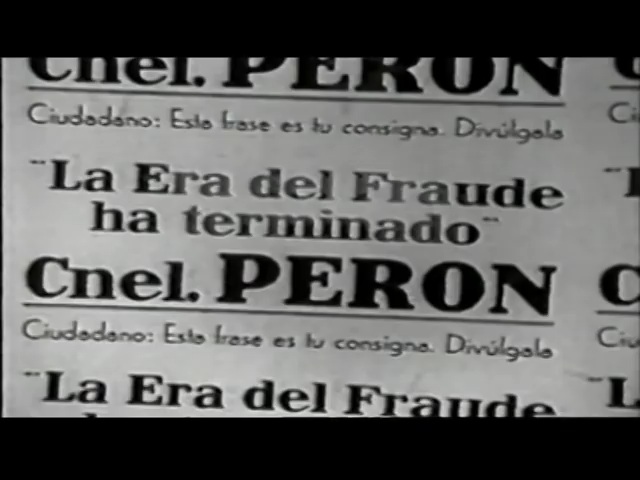 Cnel. PERON
Ciudadano: Esta frase es tu consigna. Divúlgala
"La Era del Fraude
ha terminado"
Cnel. PERON
Ciudadano: Esta frase es tu consigna. Divúlgala
"La Era del Fraude